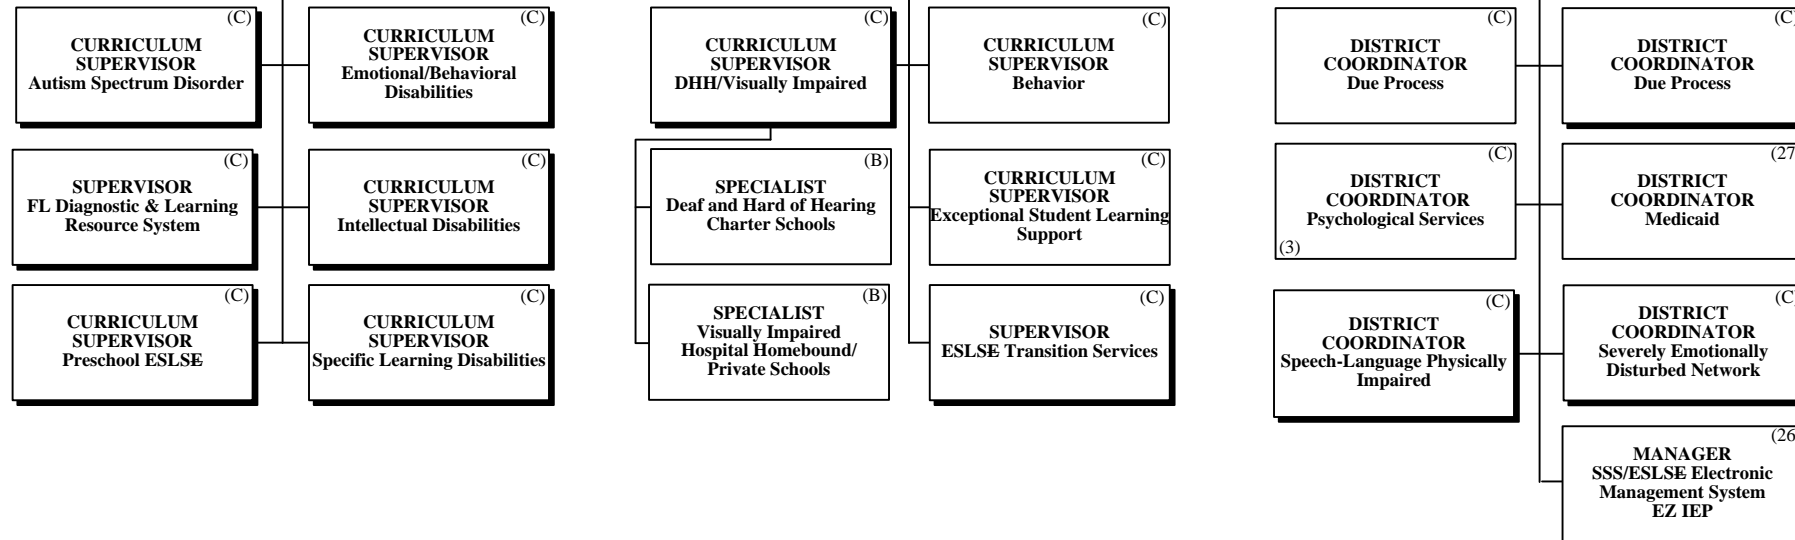 (C)
CURRICULUM
SUPERVISOR
Autism Spectrum Disorder
(C)
CURRICULUM
SUPERVISOR
Emotional/Behavioral
Disabilities
(C)
SUPERVISOR
FL Diagnostic & Learning
Resource System
(C)
CURRICULUM
SUPERVISOR
Intellectual Disabilities
(C)
CURRICULUM
SUPERVISOR
Preschool ESLSE
(C)
CURRICULUM
SUPERVISOR
Specific Learning Disabilities
(C)
CURRICULUM
SUPERVISOR
DHH/Visually Impaired
(C)
CURRICULUM
SUPERVISOR
Behavior
(B)
SPECIALIST
Deaf and Hard of Hearing
Charter Schools
(C)
CURRICULUM
SUPERVISOR
Exceptional Student Learning
Support
(B)
SPECIALIST
Visually Impaired
Hospital Homebound/
Private Schools
(C)
SUPERVISOR
ESLSE Transition Services
(C)
DISTRICT
COORDINATOR
Due Process
(C)
DISTRICT
COORDINATOR
Due Process
(C)
DISTRICT
COORDINATOR
Psychological Services
(3)
(27
DISTRICT
COORDINATOR
Medicaid
(C)
DISTRICT
COORDINATOR
Speech-Language Physically
Impaired
(C)
DISTRICT
COORDINATOR
Severely Emotionally
Disturbed Network
(26
MANAGER
SSS/ESLSE Electronic
Management System
EZ IEP